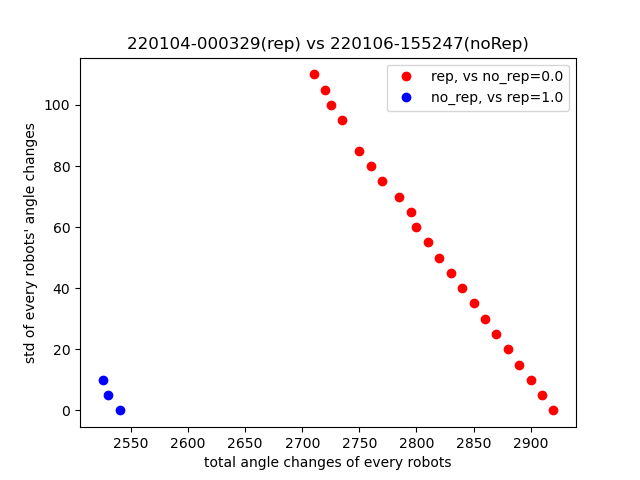 220104-000329(rep) vs 220106-155247(noRep)
rep, vs no_rep=0.0
no_rep, vs rep=1.0
std of every robots' angle changes
100
80
60
40
20
0
2550 2600 2650 2700 2750 2800 2850 2900
total angle changes of every robots